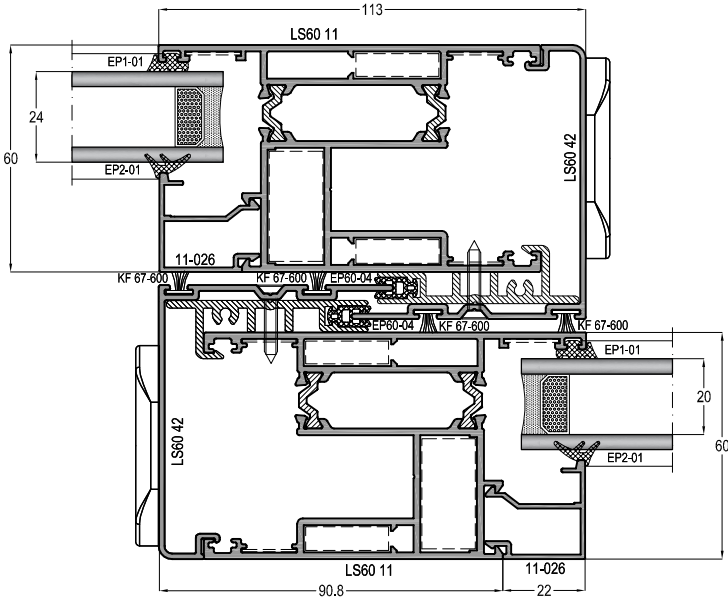 113
LS60 11
EP1-01
24
60
LS60 42
EP2-01
11-026
KF 67-600
KF 67-600
EP60-04
EP60-04
KF 67-600
KF 67-600
EP1-01
20
60
LS60 42
EP2-01
LS60 11
11-026
90.8
22